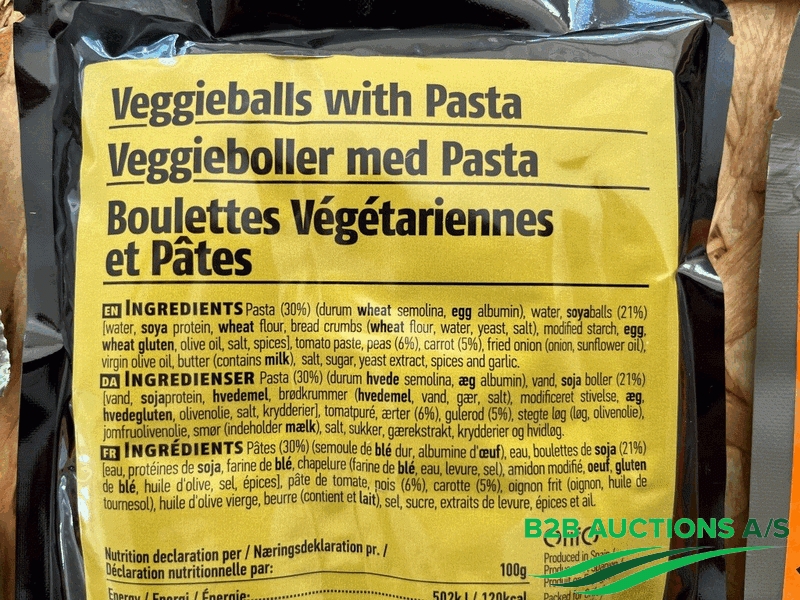 Veggieballs with Pasta
Veggieboller med Pasta
Boulettes Végétariennes
et Pâtes
EN INGREDIENTS Pasta (30%) (durum wheat semolina, egg albumin), water, soyaballs (21%)
[water, soya protein, wheat flour, bread crumbs (wheat flour, water, yeast, salt), modified starch, egg,
wheat gluten, olive oil, salt, spices], tomato paste, peas (6%), carrot (5%), fried onion (onion, sunflower oil),
virgin olive oil, butter (contains milk), salt, sugar, yeast extract, spices and garlic.
DA INGREDIENSER Pasta (30%) (durum hvede semolina, æg albumin), vand, soja boller (21%)
[vand, sojaprotein, hvedemel, brødkrummer (hvedemel, vand, gær, salt), modificeret stivelse, æg,
hvedegluten, olivenolie, salt, krydderier], tomatpuré, ærter (6%), gulerod (5%), stegte løg (løg, olivenolie),
jomfruolivenolie, smør (indeholder mælk), salt, sukker, gærekstrakt, krydderier og hvidløg.
FR INGRÉDIENTS Pâtes (30%) (semoule de blé dur, albumine d'œuf), eau, boulettes de soja (21%)
[eau, protéines de soja, farine de blé, chapelure (farine de blé, eau, levure, sel), amidon modifié, oeuf, gluten
de blé, huile d'olive, sel, épices], pâte de tomate, pois (6%), carotte (5%), oignon frit (oignon, huile de
tournesol), huile d'olive vierge, beurre (contient et lait), sel, sucre, extraits de levure, épices et ail.
B2B AUCTIONS A/S
Nutrition declaration per / Næringsdeklaration pr. /
Déclaration nutritionnelle par: 100g
Produced in Spain /
Energy / Energi / Énergie: 502kJ / 120kcal
Packed for